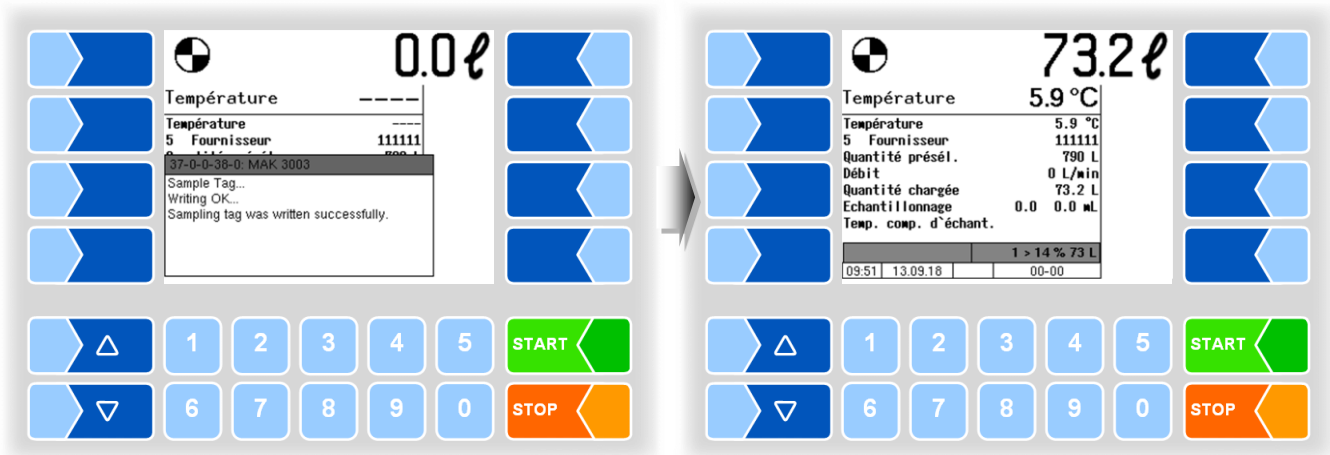 0.0 ℓ
Température ----
Température ----
5 Fournisseur 111111
37-0-0-36-0: MAK 3003
Sample Tag...
Writing OK...
Sampling tag was written successfully.
1 2 3 4 5 START
6 7 8 9 0 STOP
73.2 ℓ
Température 5.9 °C
Température 5.9 °C
5 Fournisseur 111111
Quantité présél. 790 L
Débit 0 L/min
Quantité chargée 73.2 L
Echantillonnage 0.0 0.0 mL
Temp. comp. d`échant.
1 > 14 % 73 L
09:51 13.09.18 00-00
1 2 3 4 5 START
6 7 8 9 0 STOP